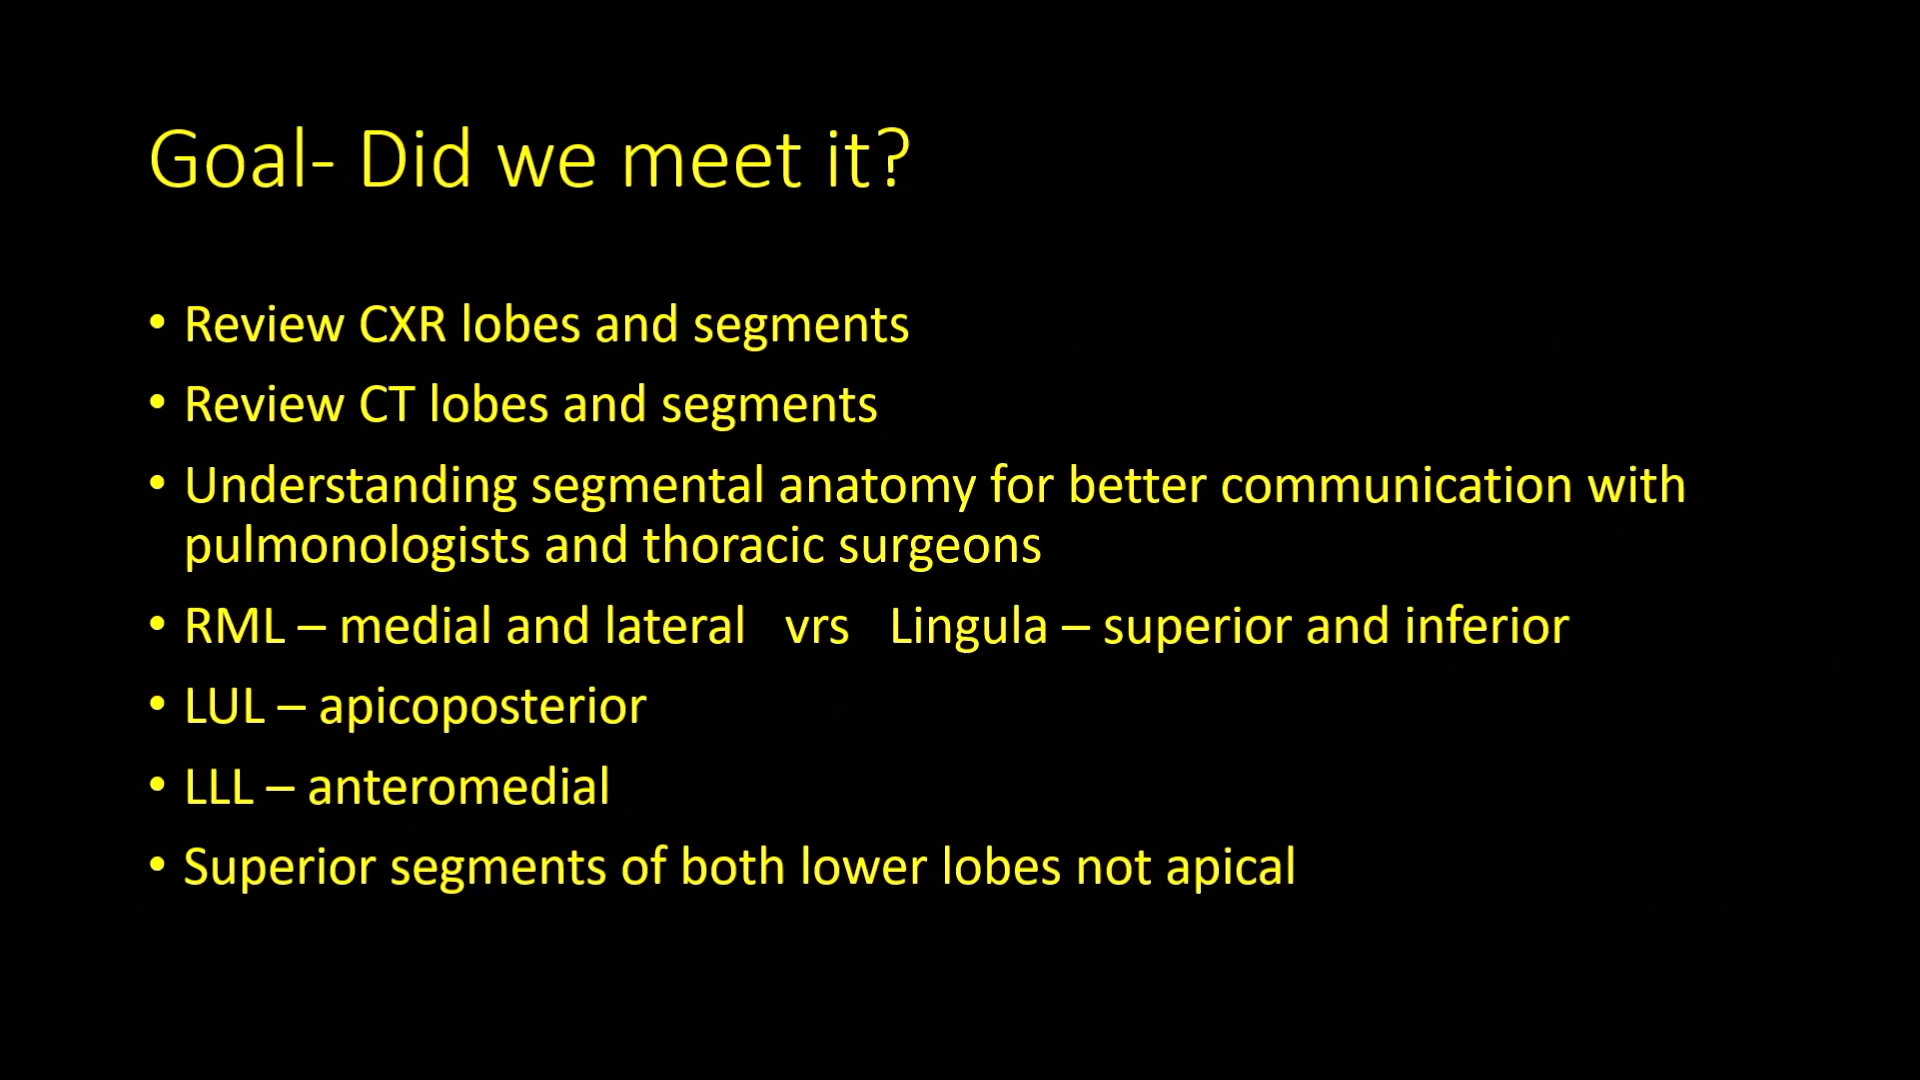 Goal- Did we meet it?
• Review CXR lobes and segments
• Review CT lobes and segments
• Understanding segmental anatomy for better communication with
pulmonologists and thoracic surgeons
• RML – medial and lateral   vrs   Lingula – superior and inferior
• LUL – apicoposterior
• LLL – anteromedial
• Superior segments of both lower lobes not apical